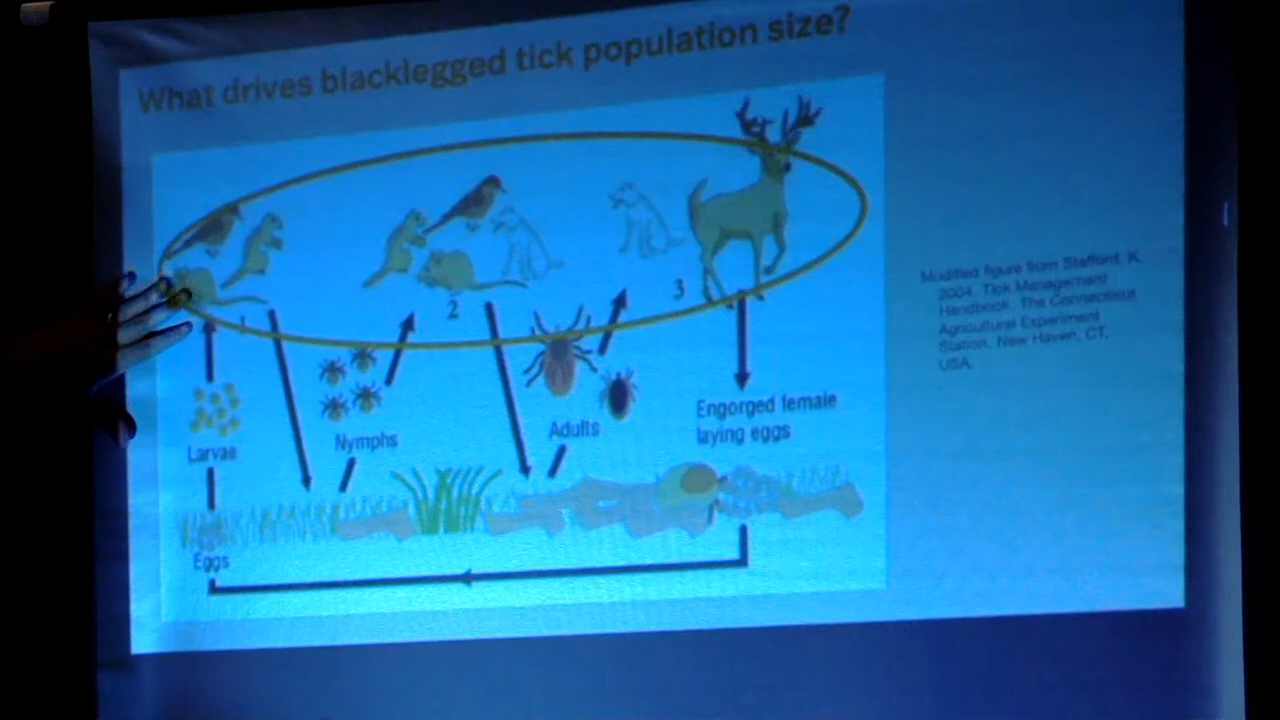 What drives blacklegged tick population size?
Modified figure from Stafford, K.
2004. Tick Management
Handbook. The Connecticut
Agricultural Experiment
Station, New Haven, CT,
USA.
1
2
3
Larvae
Nymphs
Adults
Engorged female
laying eggs
Eggs